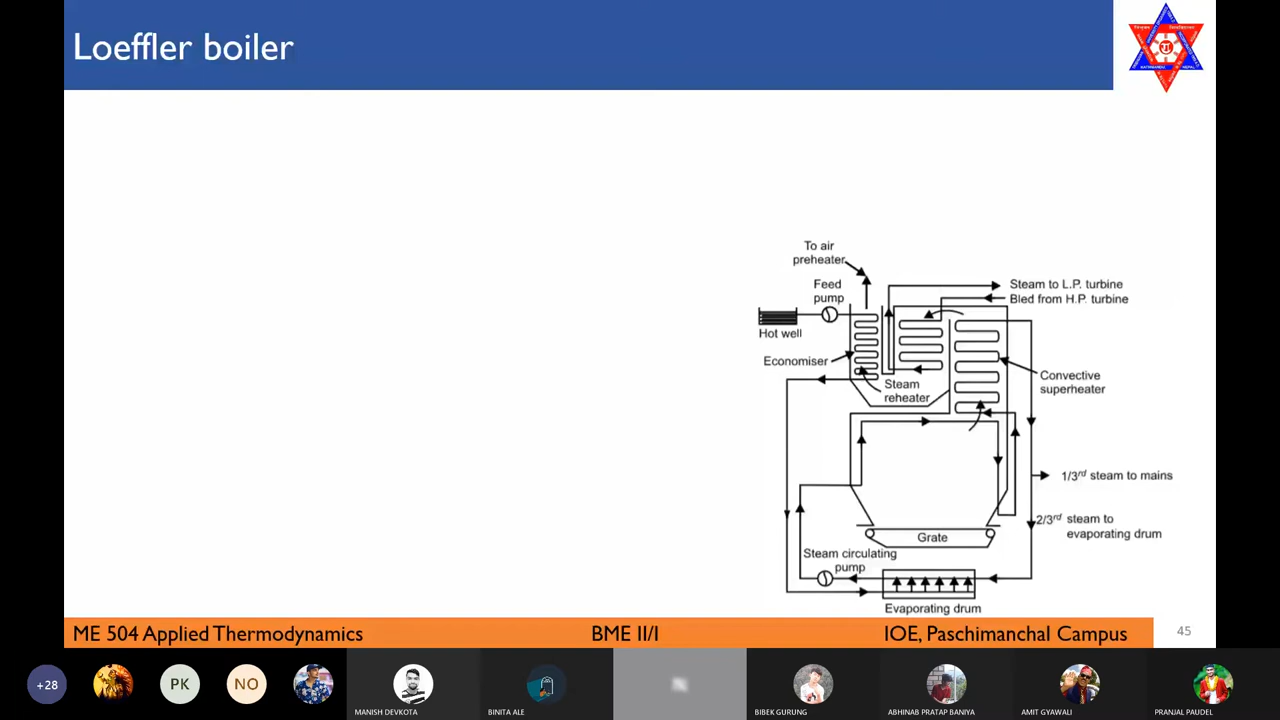 Loeffler boiler
To air
preheater
Feed
pump
Steam to L.P. turbine
Bled from H.P. turbine
Hot well
Economiser
Steam
reheater
Convective
superheater
1/3rd steam to mains
2/3rd steam to
evaporating drum
Grate
Steam circulating
pump
Evaporating drum
ME 504 Applied Thermodynamics
BME II/I
IOE, Paschimanchal Campus
45
+28
PK
NO
MANISH DEVKOTA
BINITA ALE
BIBEK GURUNG
ABHINAB PRATAP BANIYA
AMIT GYAWALI
PRANJAL PAUDEL